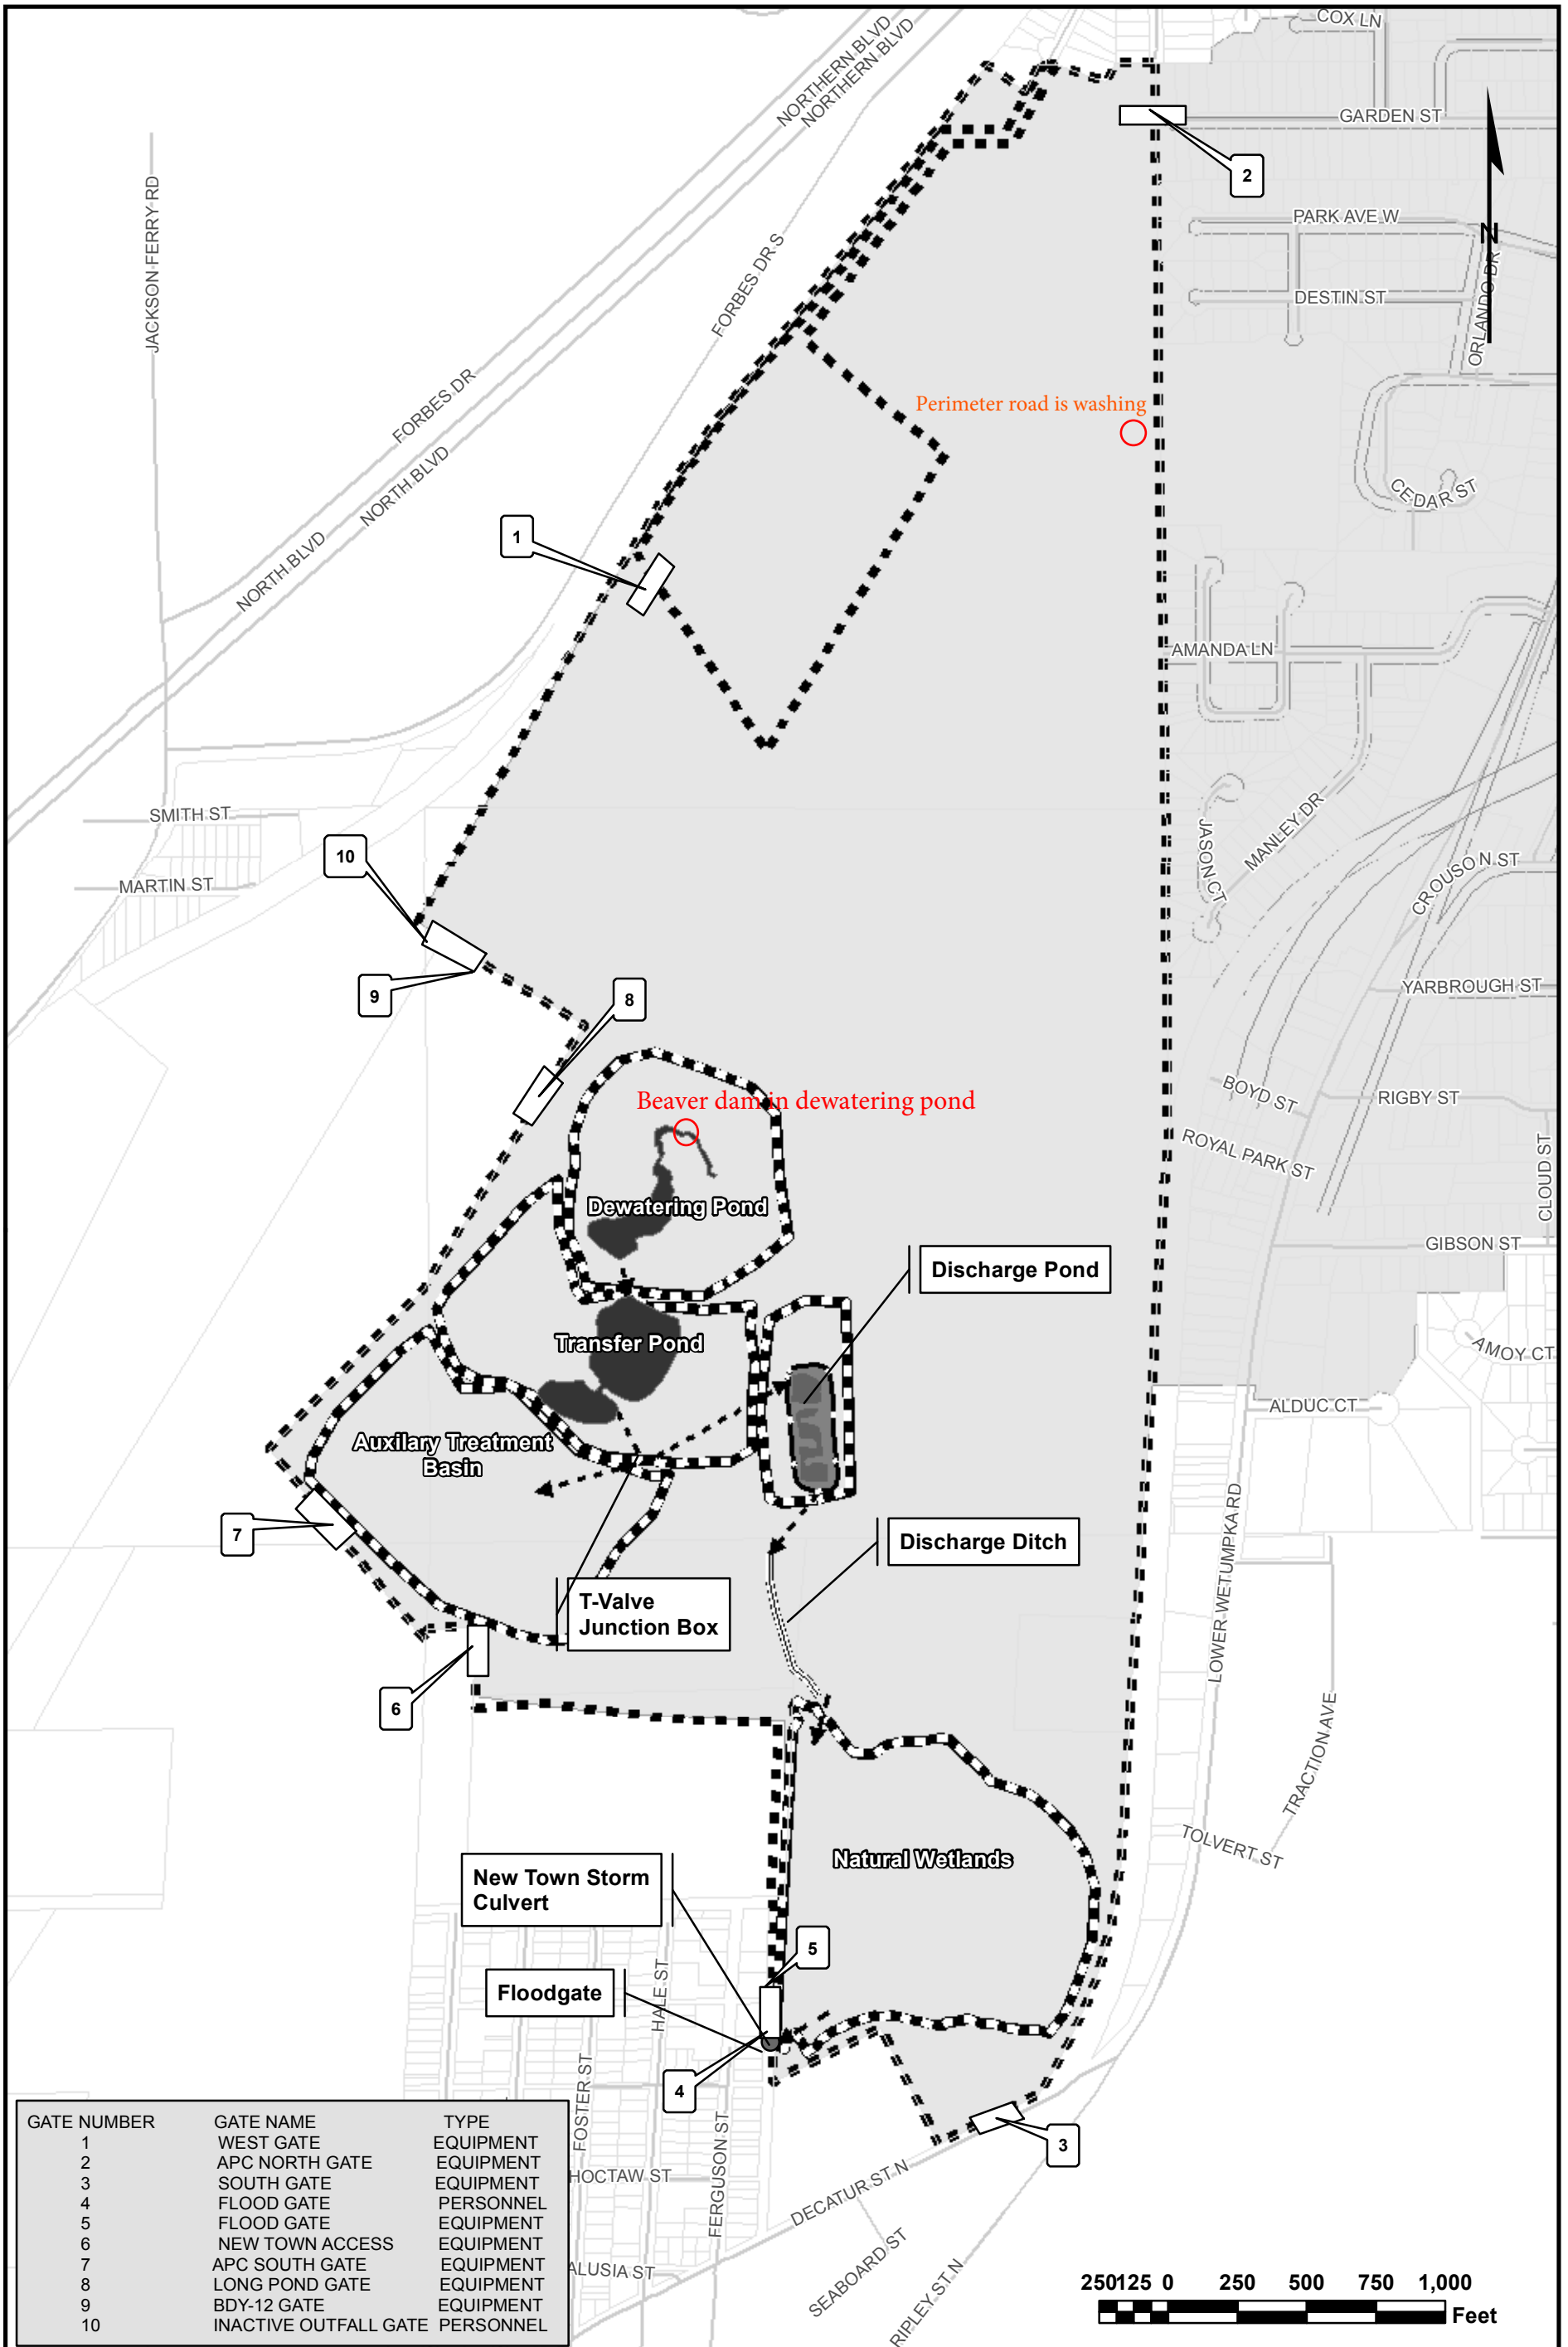 COX LN
NORTHERN BLVD
NORTHERN BLVD
GARDEN ST
2
JACKSON FERRY RD
PARK AVE W
N
FORBES DR S
DESTIN ST
ORLANDO DR
FORBES DR
Perimeter road is washing
NORTH BLVD
CEDAR ST
1
NORTH BLVD
AMANDA LN
SMITH ST
JASON CT
MANLEY DR
10
MARTIN ST
CROUSON ST
9
8
YARBROUGH ST
BOYD ST
RIGBY ST
Beaver dam in dewatering pond
ROYAL PARK ST
CLOUD ST
Dewatering Pond
GIBSON ST
Discharge Pond
Transfer Pond
AMOY CT
ALDUC CT
Auxilary Treatment
Basin
7
Discharge Ditch
LOWER WETUMPKA RD
T-Valve
Junction Box
6
TRACTION AVE
TOLVERT ST
Natural Wetlands
New Town Storm
Culvert
5
Floodgate
HALE ST
4
FOSTER ST
3
FERGUSON ST
HOCTAW ST
DECATUR ST N
ALUSIA ST
SEABOARD ST
RIPLEY ST N
GATE NUMBER GATE NAME TYPE
1 WEST GATE EQUIPMENT
2 APC NORTH GATE EQUIPMENT
3 SOUTH GATE EQUIPMENT
4 FLOOD GATE PERSONNEL
5 FLOOD GATE EQUIPMENT
6 NEW TOWN ACCESS EQUIPMENT
7 APC SOUTH GATE EQUIPMENT
8 LONG POND GATE EQUIPMENT
9 BDY-12 GATE EQUIPMENT
10 INACTIVE OUTFALL GATE PERSONNEL
250 125 0 250 500 750 1,000
Feet